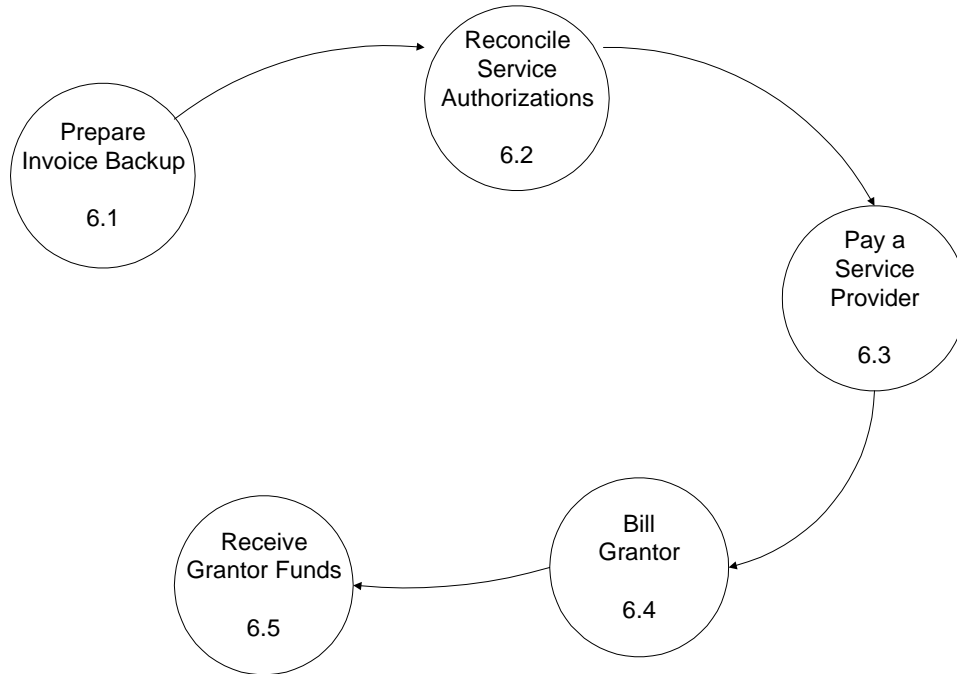 Prepare
Invoice Backup
6.1
Reconcile
Service
Authorizations
6.2
Pay a
Service
Provider
6.3
Bill
Grantor
6.4
Receive
Grantor Funds
6.5